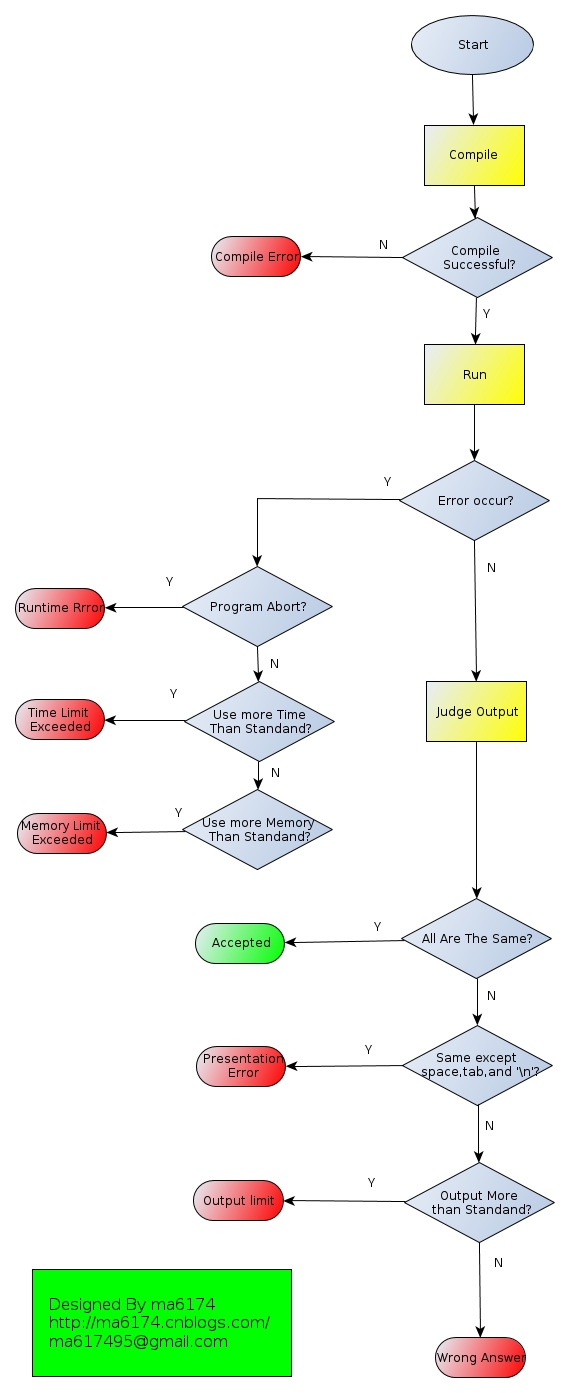 Start
Compile
Compile
Successful?
N
Compile Error
Y
Run
Error occur?
Y
N
Program Abort?
Y
Runtime Rrror
N
Use more Time
Than Standand?
Y
Time Limit
Exceeded
N
Use more Memory
Than Standand?
Y
Memory Limit
Exceeded
Judge Output
All Are The Same?
Y
Accepted
N
Same except
space,tab,and '\n'?
Y
Presentation
Error
N
Output More
than Standand?
Y
Output limit
N
Wrong Answer
Designed By ma6174
http://ma6174.cnblogs.com/
ma617495@gmail.com